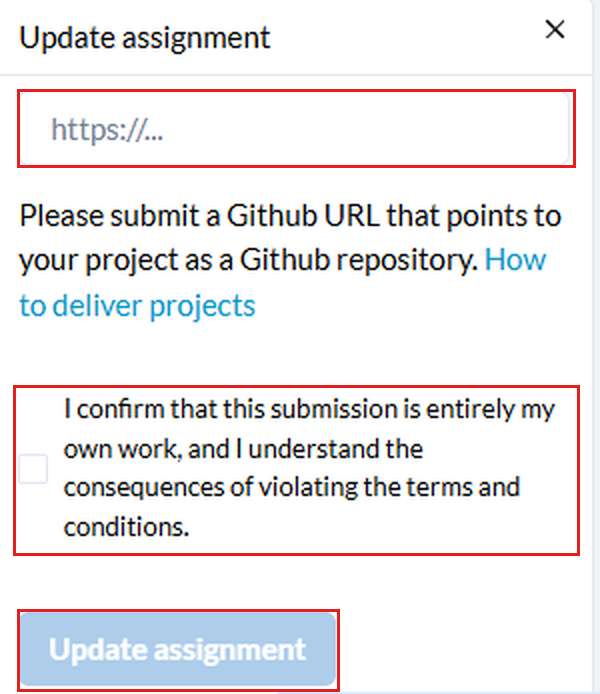 Update assignment
https://...
Please submit a Github URL that points to
your project as a Github repository. How
to deliver projects
I confirm that this submission is entirely my
own work, and I understand the
consequences of violating the terms and
conditions.
Update assignment